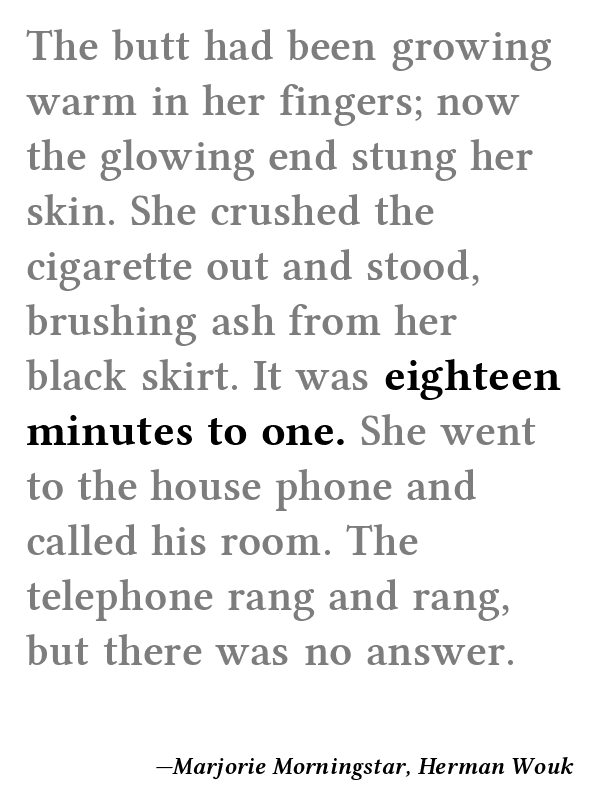 The butt had been growing
warm in her fingers; now
the glowing end stung her
skin. She crushed the
cigarette out and stood,
brushing ash from her
black skirt. It was eighteen
minutes to one. She went
to the house phone and
called his room. The
telephone rang and rang,
but there was no answer.
—Marjorie Morningstar, Herman Wouk